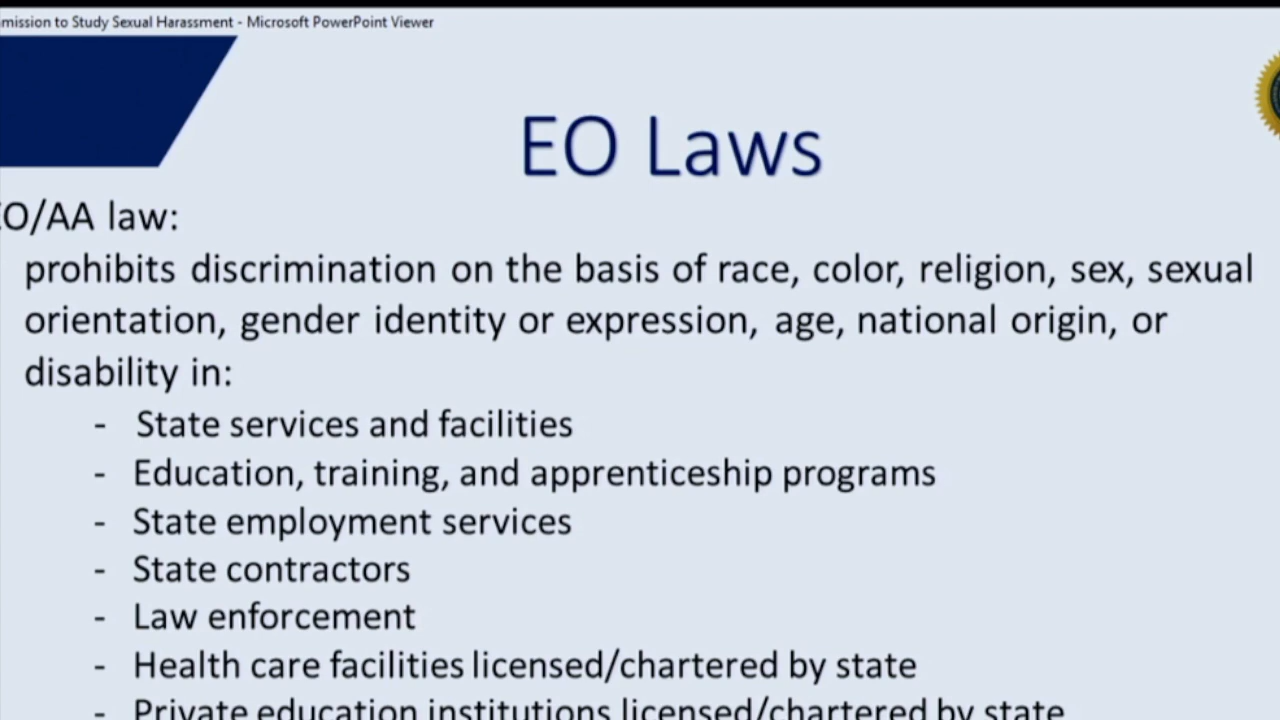 mission to Study Sexual Harassment - Microsoft PowerPoint Viewer
EO Laws
EO/AA law:
prohibits discrimination on the basis of race, color, religion, sex, sexual
orientation, gender identity or expression, age, national origin, or
disability in:
- State services and facilities
- Education, training, and apprenticeship programs
- State employment services
- State contractors
- Law enforcement
- Health care facilities licensed/chartered by state
- Private education institutions licensed/chartered by state